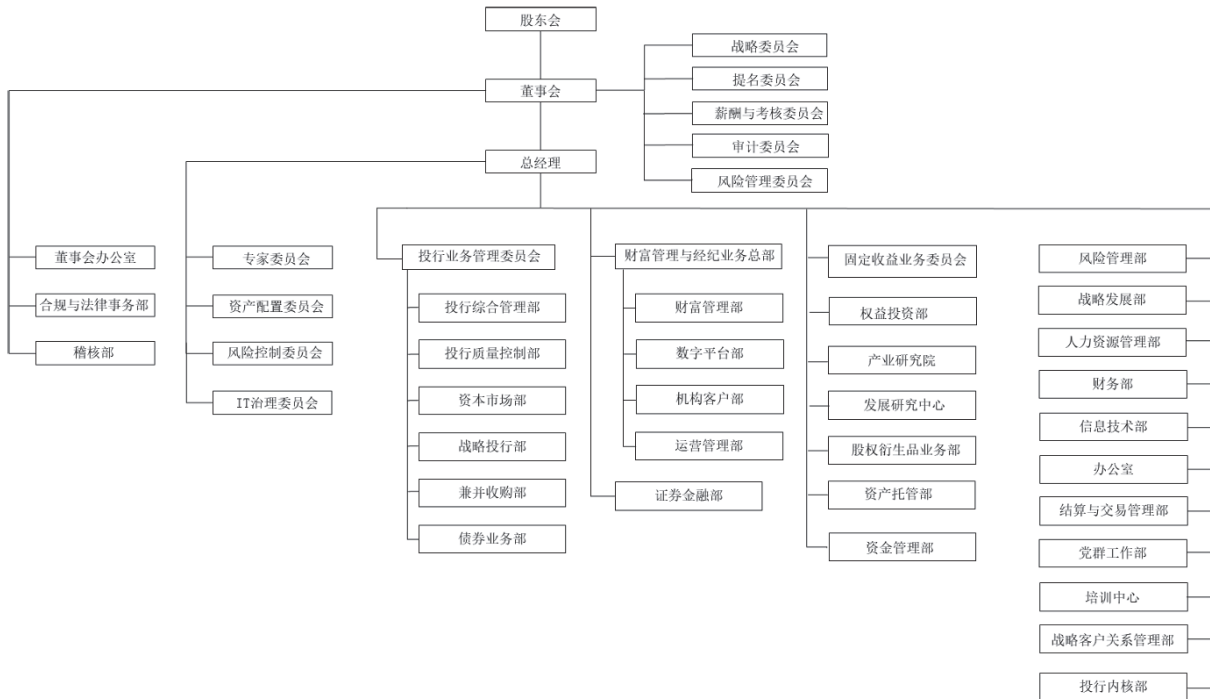 股东会
战略委员会
提名委员会
董事会
薪酬与考核委员会
审计委员会
总经理
风险管理委员会
董事会办公室
合规与法律事务部
稽核部
专家委员会
资产配置委员会
风险控制委员会
IT治理委员会
投行业务管理委员会
投行综合管理部
投行质量控制部
资本市场部
战略投行部
兼并收购部
债券业务部
财富管理与经纪业务总部
财富管理部
数字平台部
机构客户部
运营管理部
证券金融部
固定收益业务委员会
权益投资部
产业研究院
发展研究中心
股权衍生品业务部
资产托管部
资金管理部
风险管理部
战略发展部
人力资源管理部
财务部
信息技术部
办公室
结算与交易管理部
党群工作部
培训中心
战略客户关系管理部
投行内核部